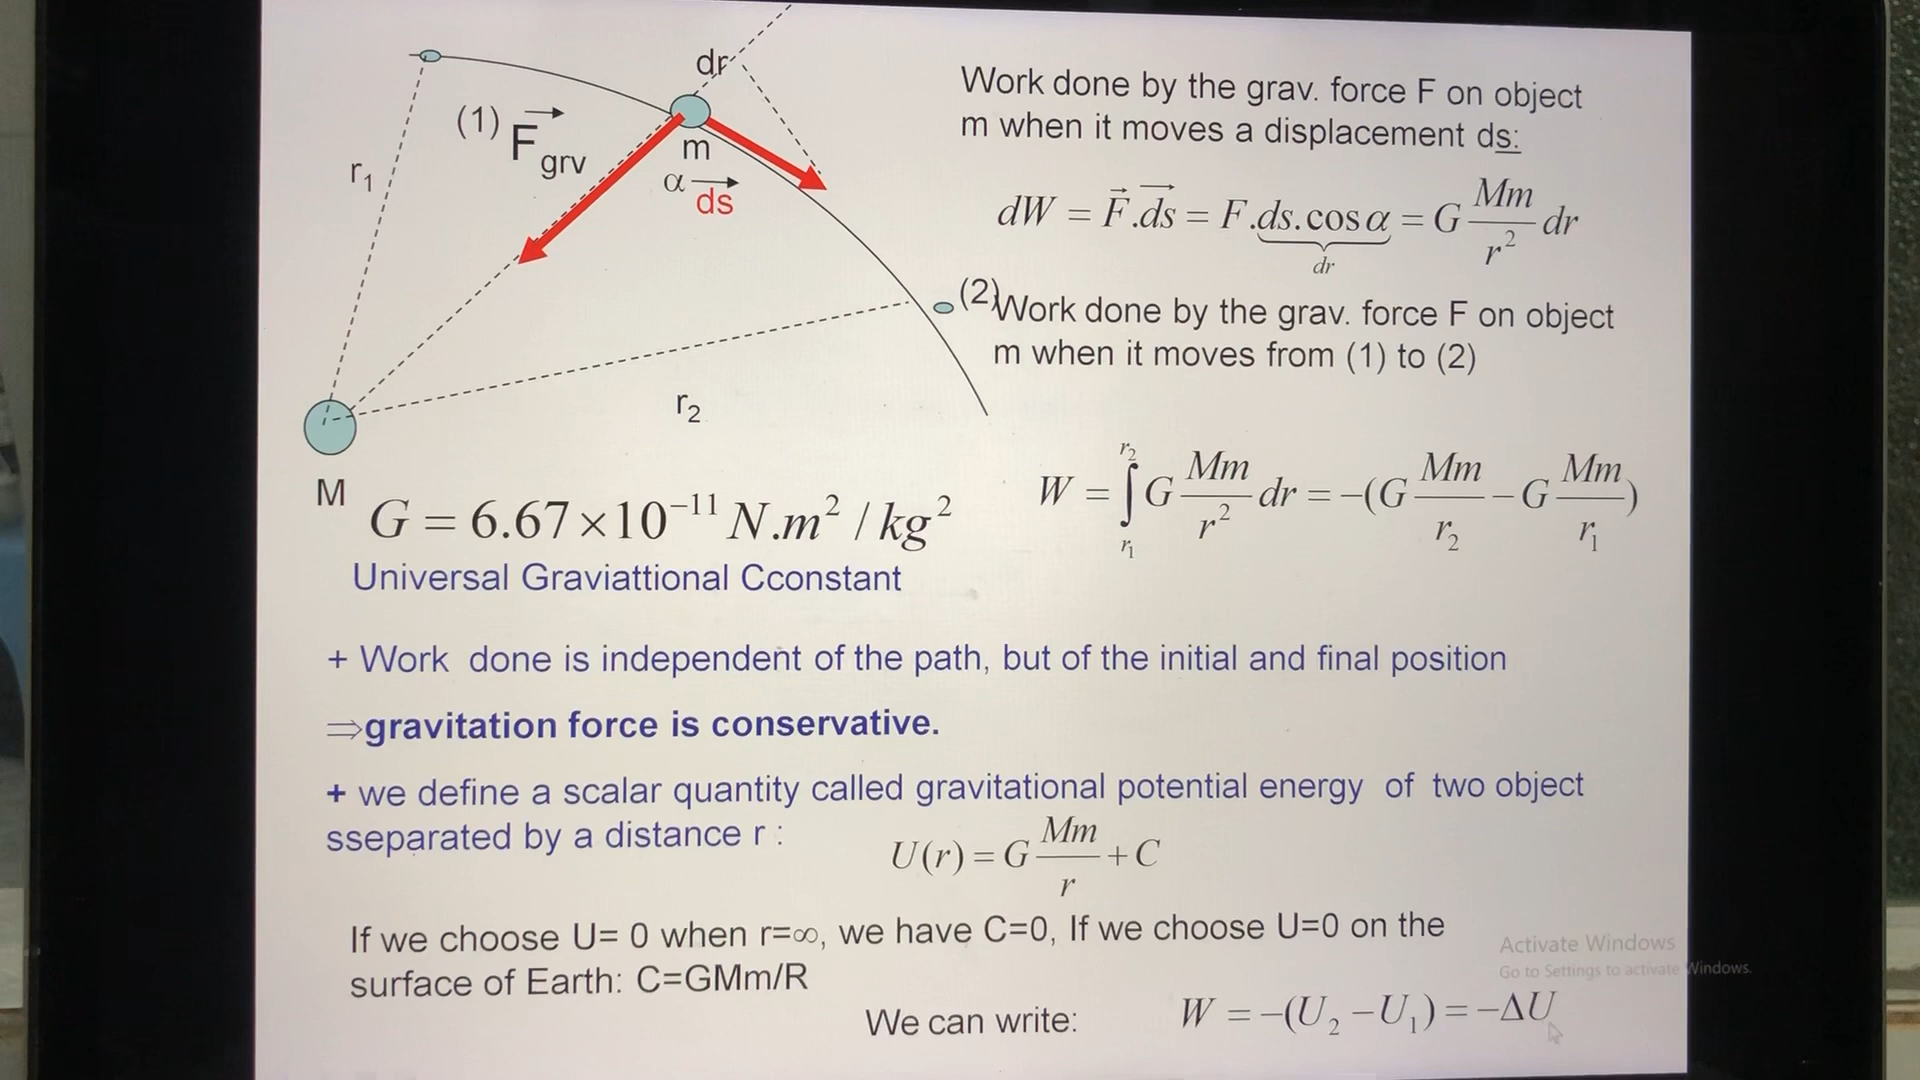 dr
(1) F⃗grv
r₁
m
α d͞s⃗
(2)
r₂
M
G = 6.67×10⁻¹¹ N.m² / kg²
Universal Graviattional Cconstant
Work done by the grav. force F on object
m when it moves a displacement ds:
dW = F⃗.ds⃗ = F.ds.cos α = G Mm/r² dr
dr
Work done by the grav. force F on object
m when it moves from (1) to (2)
W = ∫_{r₁}^{r₂} G Mm/r² dr = –(G Mm/r₂ – G Mm/r₁)
+ Work done is independent of the path, but of the initial and final position
⇒gravitation force is conservative.
+ we define a scalar quantity called gravitational potential energy of two object
sseparated by a distance r :
U(r) = G Mm/r + C
If we choose U= 0 when r=∞, we have C=0, If we choose U=0 on the
surface of Earth: C=GMm/R
Activate Windows
Go to Settings to activate Windows.
We can write:
W = –(U₂ – U₁) = –ΔU